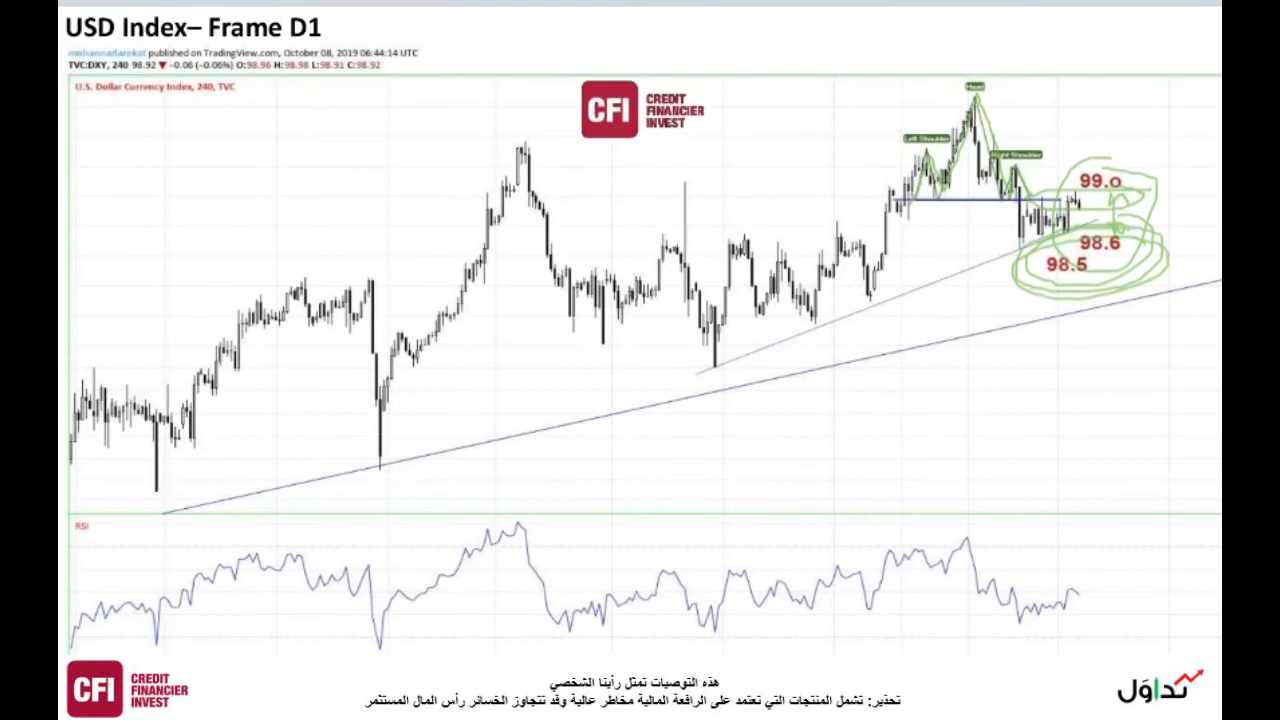 USD Index– Frame D1
mohannadarekat published on TradingView.com, October 08, 2019 06:44:14 UTC
TVC:DXY, 240 98.92 ▼ −0.06 (−0.06%) O:98.96 H:98.98 L:98.91 C:98.92
U.S. Dollar Currency Index, 240, TVC
CFI CREDIT
FINANCIER
INVEST
Head
Left Shoulder
Right Shoulder
99.0
98.6
98.5
RSI
CFI CREDIT
FINANCIER
INVEST
هذه التوصيات تمثل رأينا الشخصي
تحذير: تشمل المنتجات التي تعتمد على الرافعة المالية مخاطر عالية وقد تتجاوز الخسائر رأس المال المستثمر
تداوَل